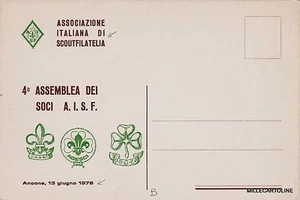 ASSOCIAZIONE
ITALIANA DI
SCOUTFILATELIA
4ª ASSEMBLEA DEI
SOCI A.I.S.F.
Ancona, 13 giugno 1976
B
MILLECARTOLINE